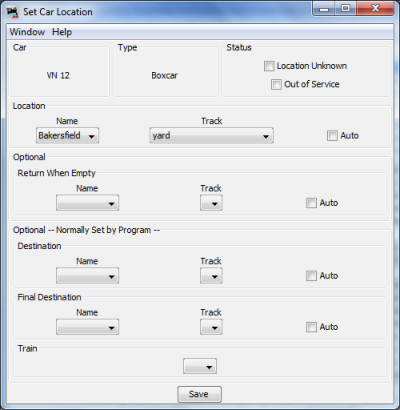 Set Car Location
Window Help
Car Type Status
VN 12 Boxcar Location Unknown
Out of Service
Location
Name Track
Bakersfield yard Auto
Optional
Return When Empty
Name Track
Auto
Optional -- Normally Set by Program --
Destination
Name Track
Auto
Final Destination
Name Track
Auto
Train
Save